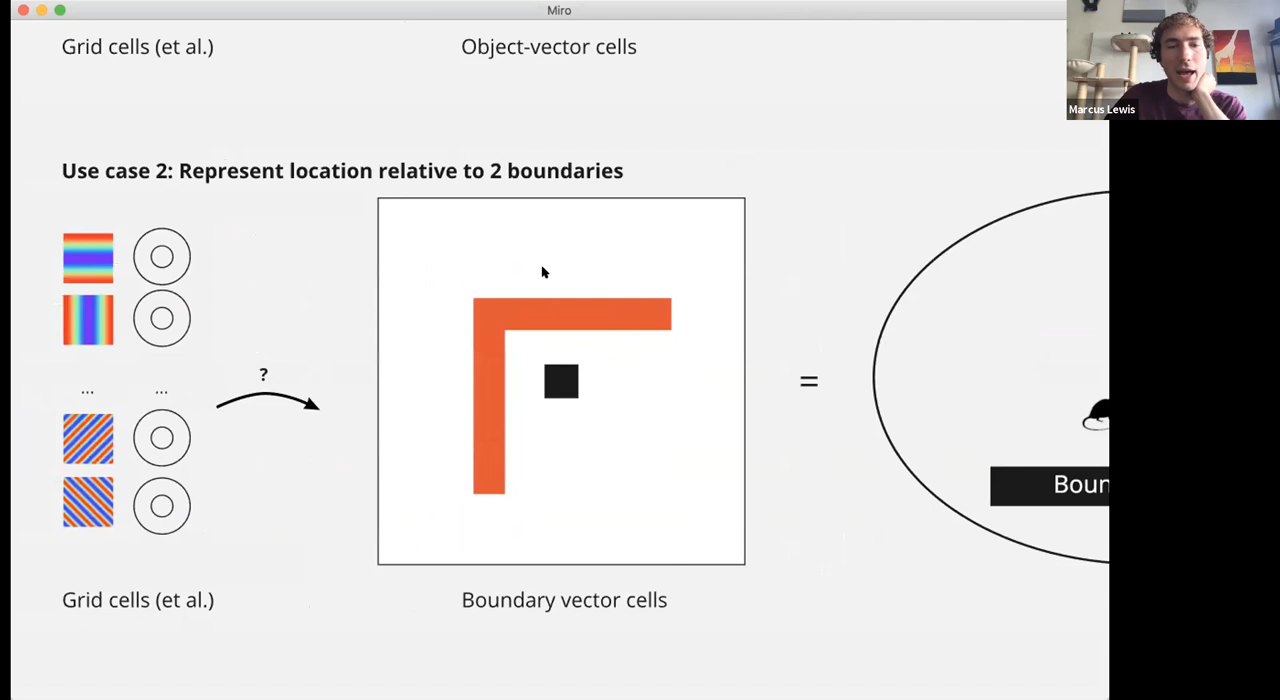 Miro
Grid cells (et al.)
Object-vector cells
Marcus Lewis
Use case 2: Represent location relative to 2 boundaries
... ...
?
=
Boun
Grid cells (et al.)
Boundary vector cells